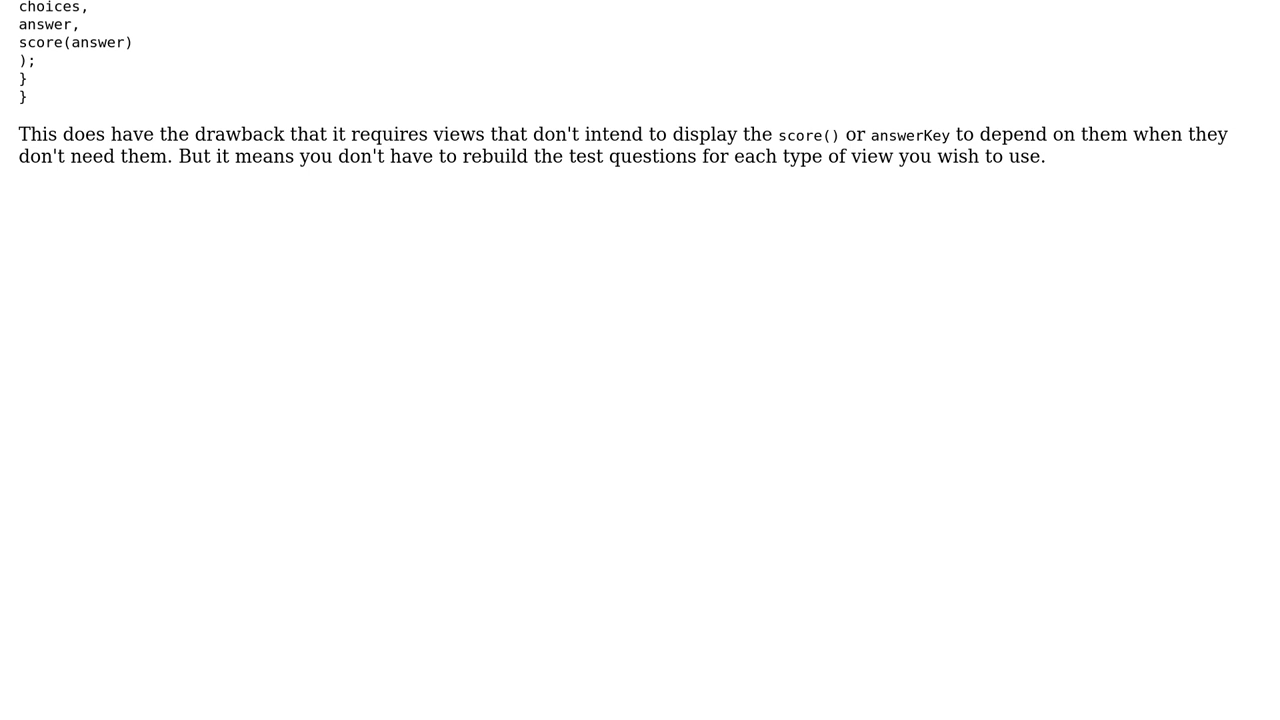 choices,
answer,
score(answer)
);
}
}
This does have the drawback that it requires views that don't intend to display the score() or answerKey to depend on them when they
don't need them. But it means you don't have to rebuild the test questions for each type of view you wish to use.